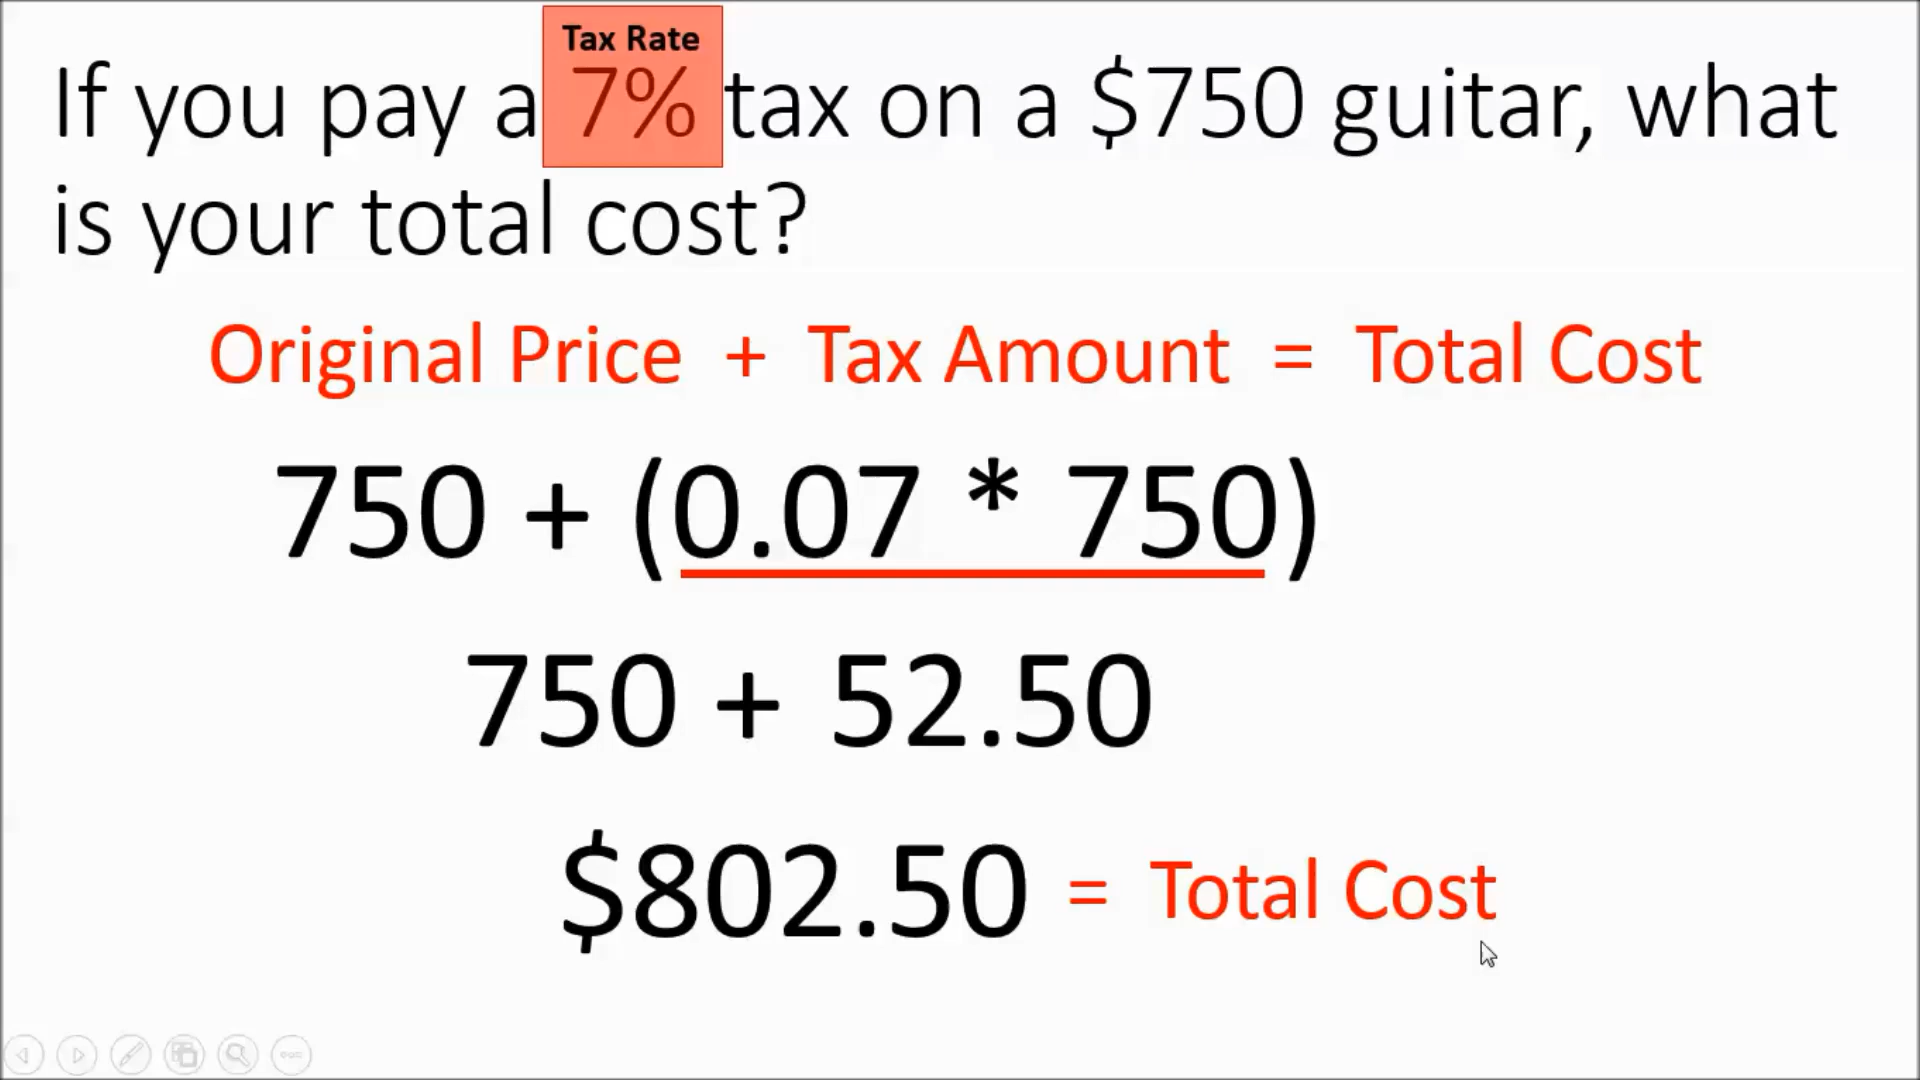 Tax Rate
If you pay a 7% tax on a $750 guitar, what
is your total cost?
Original Price + Tax Amount = Total Cost
750 + (0.07 * 750)
750 + 52.50
$802.50 = Total Cost